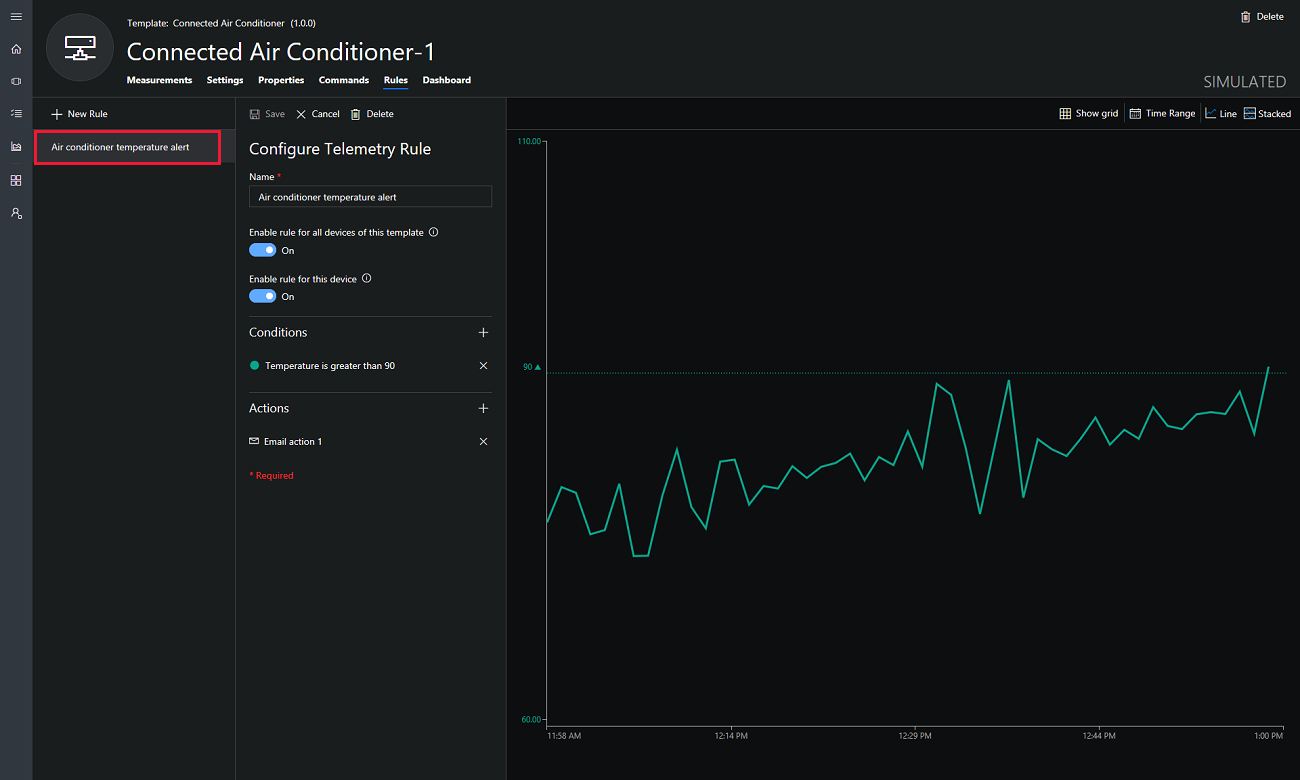 Template: Connected Air Conditioner (1.0.0)
Delete
Connected Air Conditioner-1
Measurements Settings Properties Commands Rules Dashboard
SIMULATED
New Rule
Save Cancel Delete
Show grid Time Range Line Stacked
Air conditioner temperature alert
Configure Telemetry Rule
Name *
Air conditioner temperature alert
Enable rule for all devices of this template
On
Enable rule for this device
On
Conditions
Temperature is greater than 90
Actions
Email action 1
* Required
110.00
90
60.00
11:58 AM 12:14 PM 12:29 PM 12:44 PM 1:00 PM